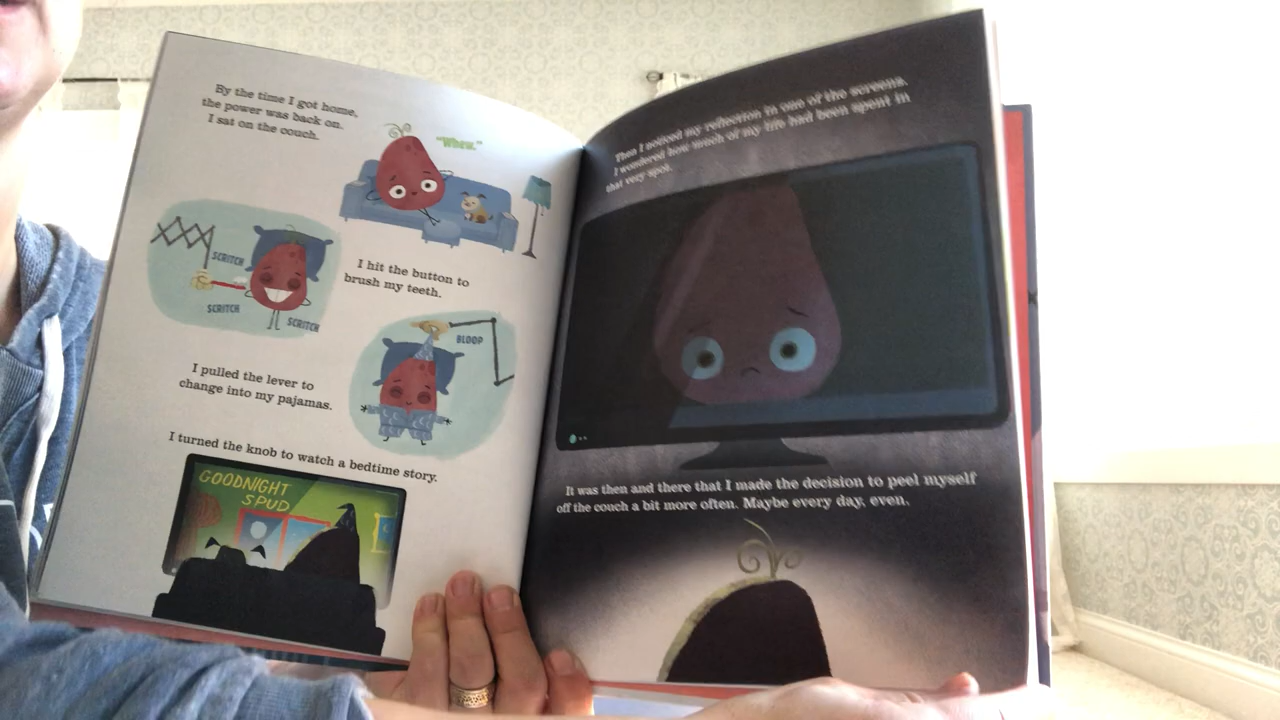 By the time I got home,
the power was back on.
I sat on the couch.
"Whew."
SCRITCH
SCRITCH
SCRITCH
I hit the button to
brush my teeth.
BLOOP
I pulled the lever to
change into my pajamas.
I turned the knob to watch a bedtime story.
GOODNIGHT
SPUD
Then I noticed my reflection in one of the screens.
I wondered how much of my life had been spent in
that very spot.
It was then and there that I made the decision to peel myself
off the couch a bit more often. Maybe every day, even.